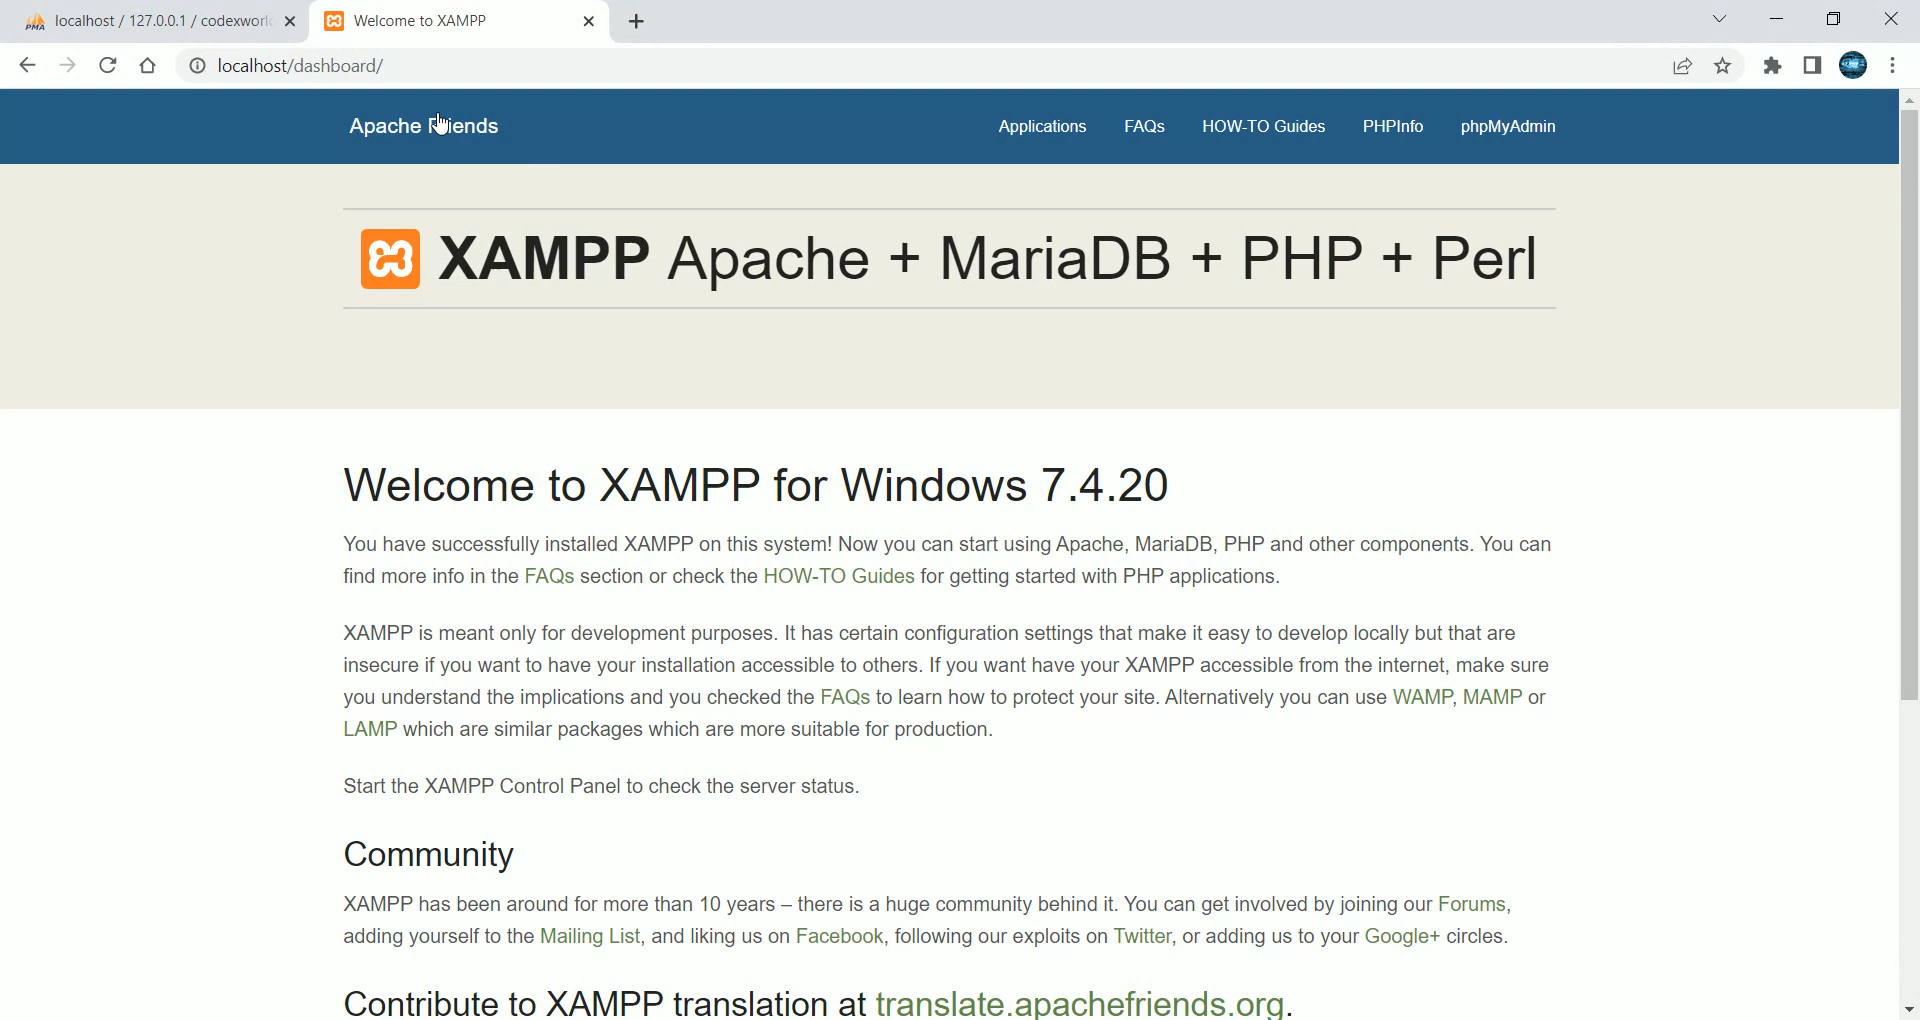 localhost / 127.0.0.1 / codexworl
Welcome to XAMPP
localhost/dashboard/
Apache Friends
Applications
FAQs
HOW-TO Guides
PHPInfo
phpMyAdmin
XAMPP Apache + MariaDB + PHP + Perl
Welcome to XAMPP for Windows 7.4.20
You have successfully installed XAMPP on this system! Now you can start using Apache, MariaDB, PHP and other components. You can
find more info in the FAQs section or check the HOW-TO Guides for getting started with PHP applications.
XAMPP is meant only for development purposes. It has certain configuration settings that make it easy to develop locally but that are
insecure if you want to have your installation accessible to others. If you want have your XAMPP accessible from the internet, make sure
you understand the implications and you checked the FAQs to learn how to protect your site. Alternatively you can use WAMP, MAMP or
LAMP which are similar packages which are more suitable for production.
Start the XAMPP Control Panel to check the server status.
Community
XAMPP has been around for more than 10 years – there is a huge community behind it. You can get involved by joining our Forums,
adding yourself to the Mailing List, and liking us on Facebook, following our exploits on Twitter, or adding us to your Google+ circles.
Contribute to XAMPP translation at translate.apachefriends.org.